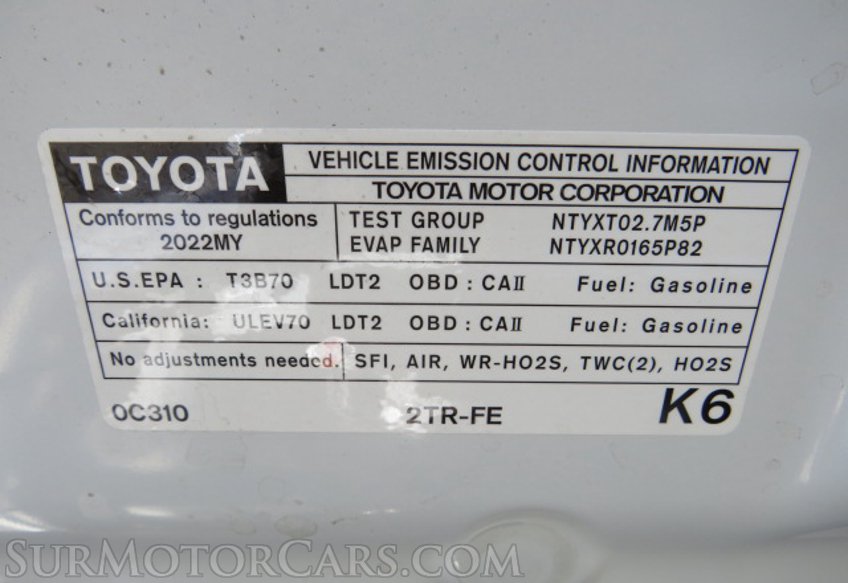 TOYOTA
VEHICLE EMISSION CONTROL INFORMATION
TOYOTA MOTOR CORPORATION
Conforms to regulations
2022MY
TEST GROUP NTYXT02.7M5P
EVAP FAMILY NTYXR0165P82
U.S.EPA : T3B70 LDT2 OBD : CAII Fuel: Gasoline
California: ULEV70 LDT2 OBD : CAII Fuel: Gasoline
No adjustments needed. SFI, AIR, WR-HO2S, TWC(2), HO2S
0C310 2TR-FE K6
SURMOTORCARS.COM